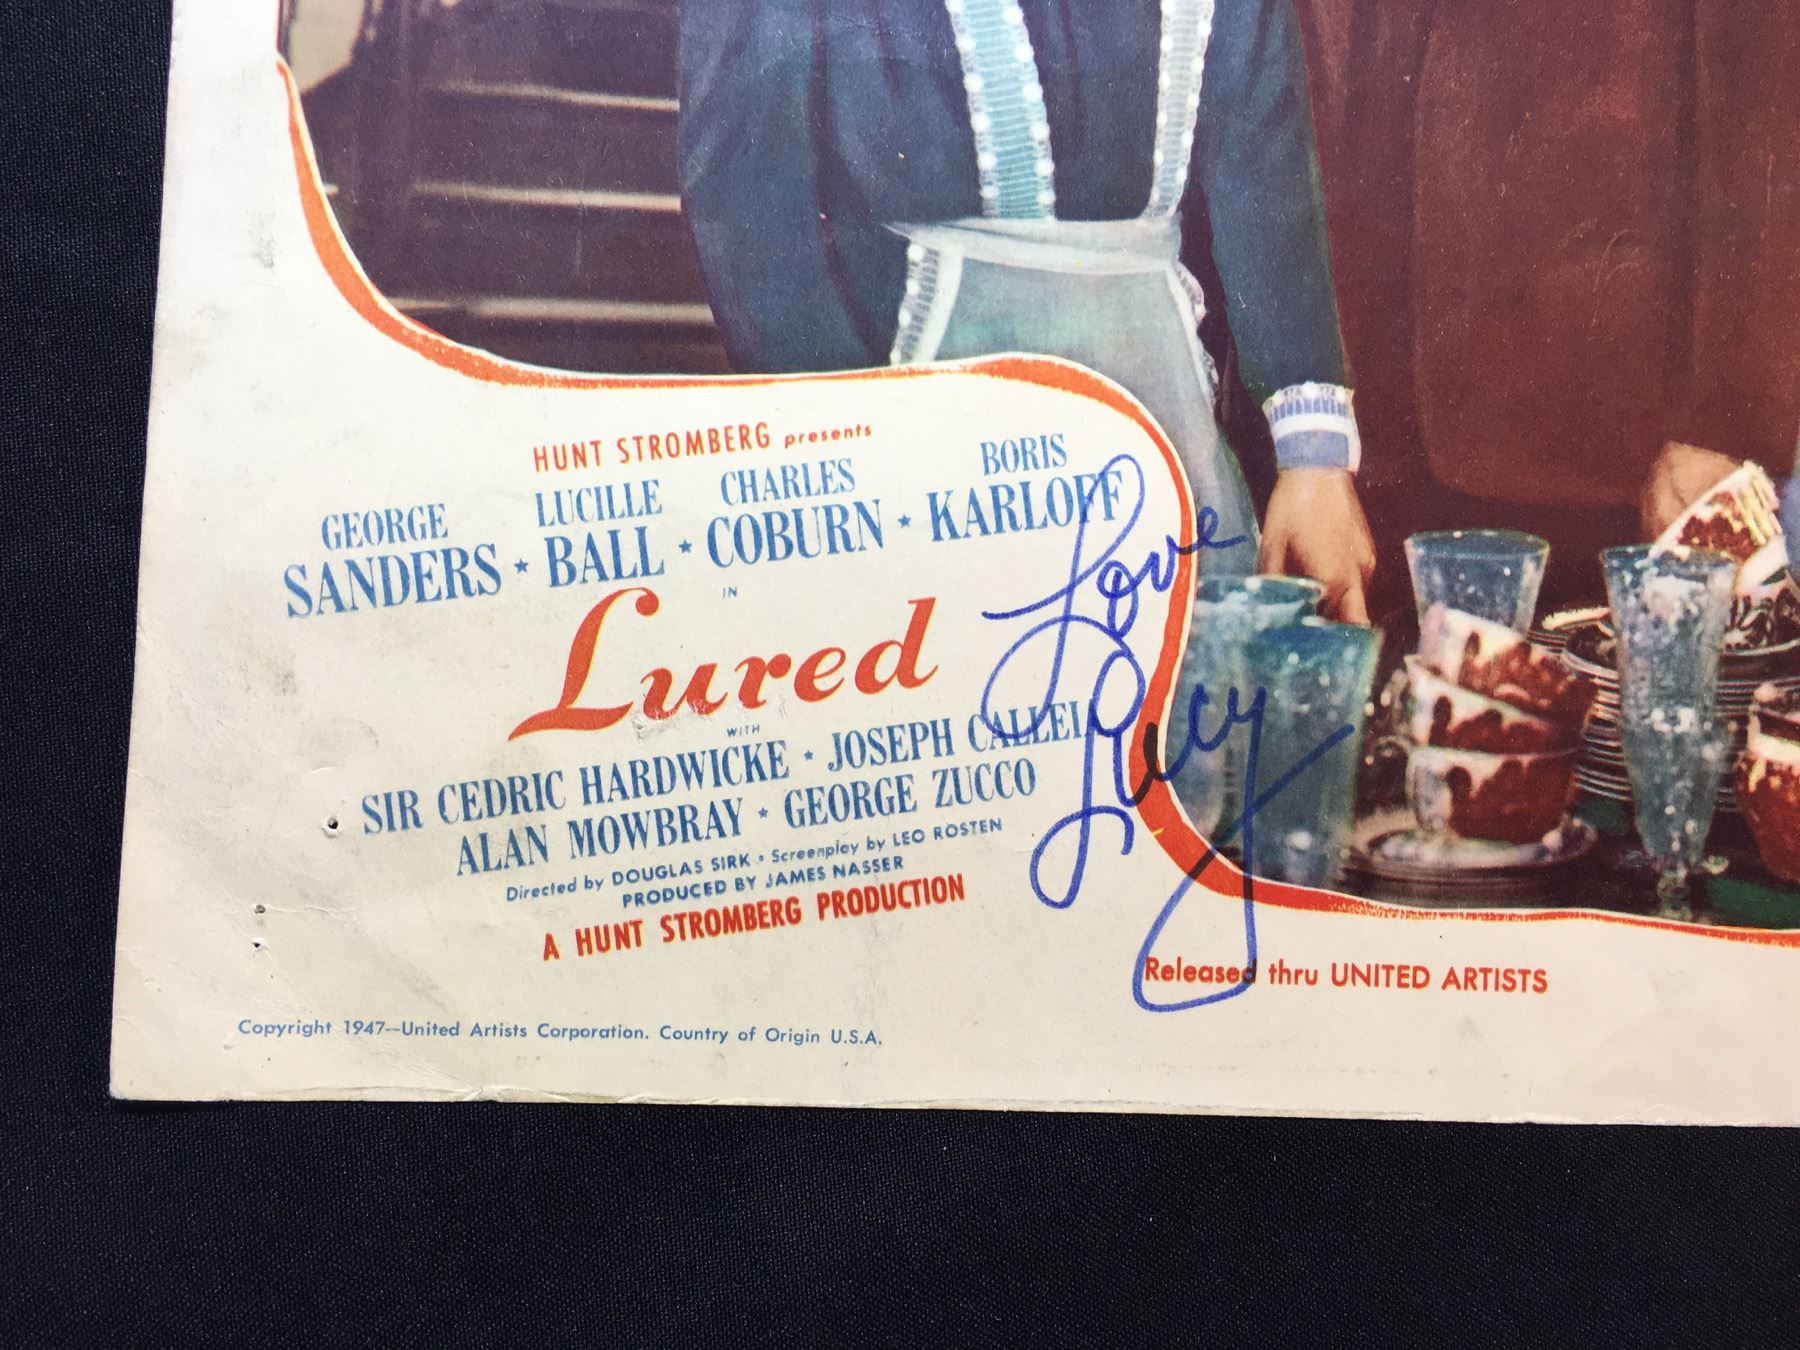 HUNT STROMBERG presents
GEORGE SANDERS ★ LUCILLE BALL ★ CHARLES COBURN ★ BORIS KARLOFF
IN
Lured
WITH
SIR CEDRIC HARDWICKE ★ JOSEPH CALLEI
ALAN MOWBRAY ★ GEORGE ZUCCO
Directed by DOUGLAS SIRK • Screenplay by LEO ROSTEN
PRODUCED BY JAMES NASSER
A HUNT STROMBERG PRODUCTION
Love
Lucy
Released thru UNITED ARTISTS
Copyright 1947—United Artists Corporation. Country of Origin U.S.A.